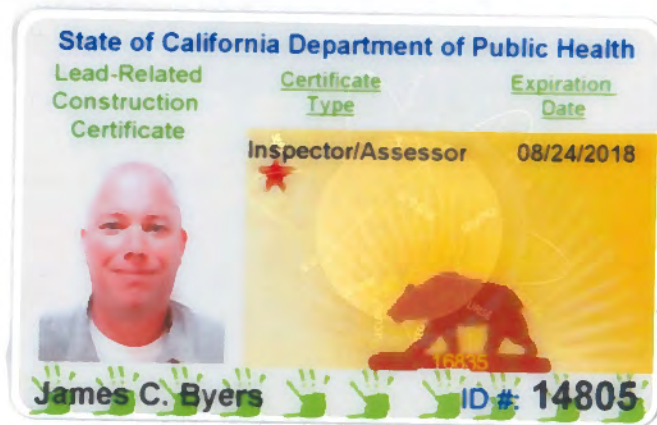 State of California Department of Public Health
Lead-Related
Construction
Certificate
Certificate
Type
Expiration
Date
Inspector/Assessor 08/24/2018
16835
James C. Byers ID #: 14805